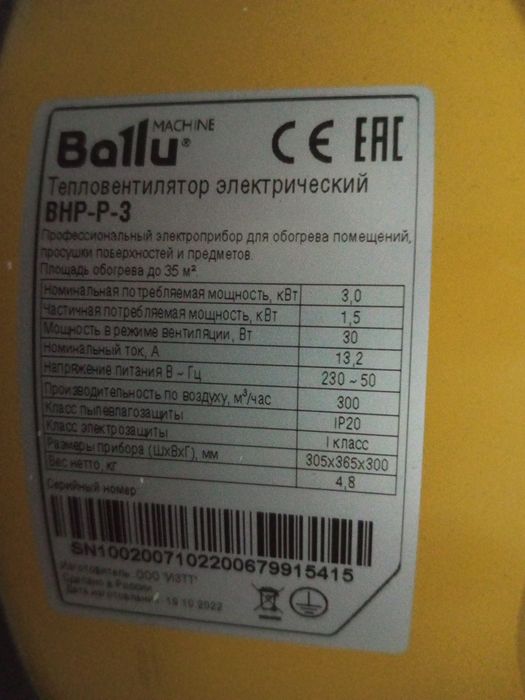 Ballu MACHINE ® CE EAC
Тепловентилятор электрический
BHP-P-3
Профессиональный электроприбор для обогрева помещений,
просушки поверхностей и предметов.
Площадь обогрева до 35 м².
Номинальная потребляемая мощность, кВт 3,0
Частичная потребляемая мощность, кВт 1,5
Мощность в режиме вентиляции, Вт 30
Номинальный ток, А 13,2
Напряжение питания В ~ Гц 230 ~ 50
Производительность по воздуху, м³/час 300
Класс пылевлагозащиты IP20
Класс электрозащиты I класс
Размеры прибора (ШхВхГ), мм 305x365x300
Вес нетто, кг 4,8
Серийный номер
SN1002007102200679915415
Изготовитель: ООО "ИЗТТ"
Сделано в России
Дата изготовления: 19.10.2022